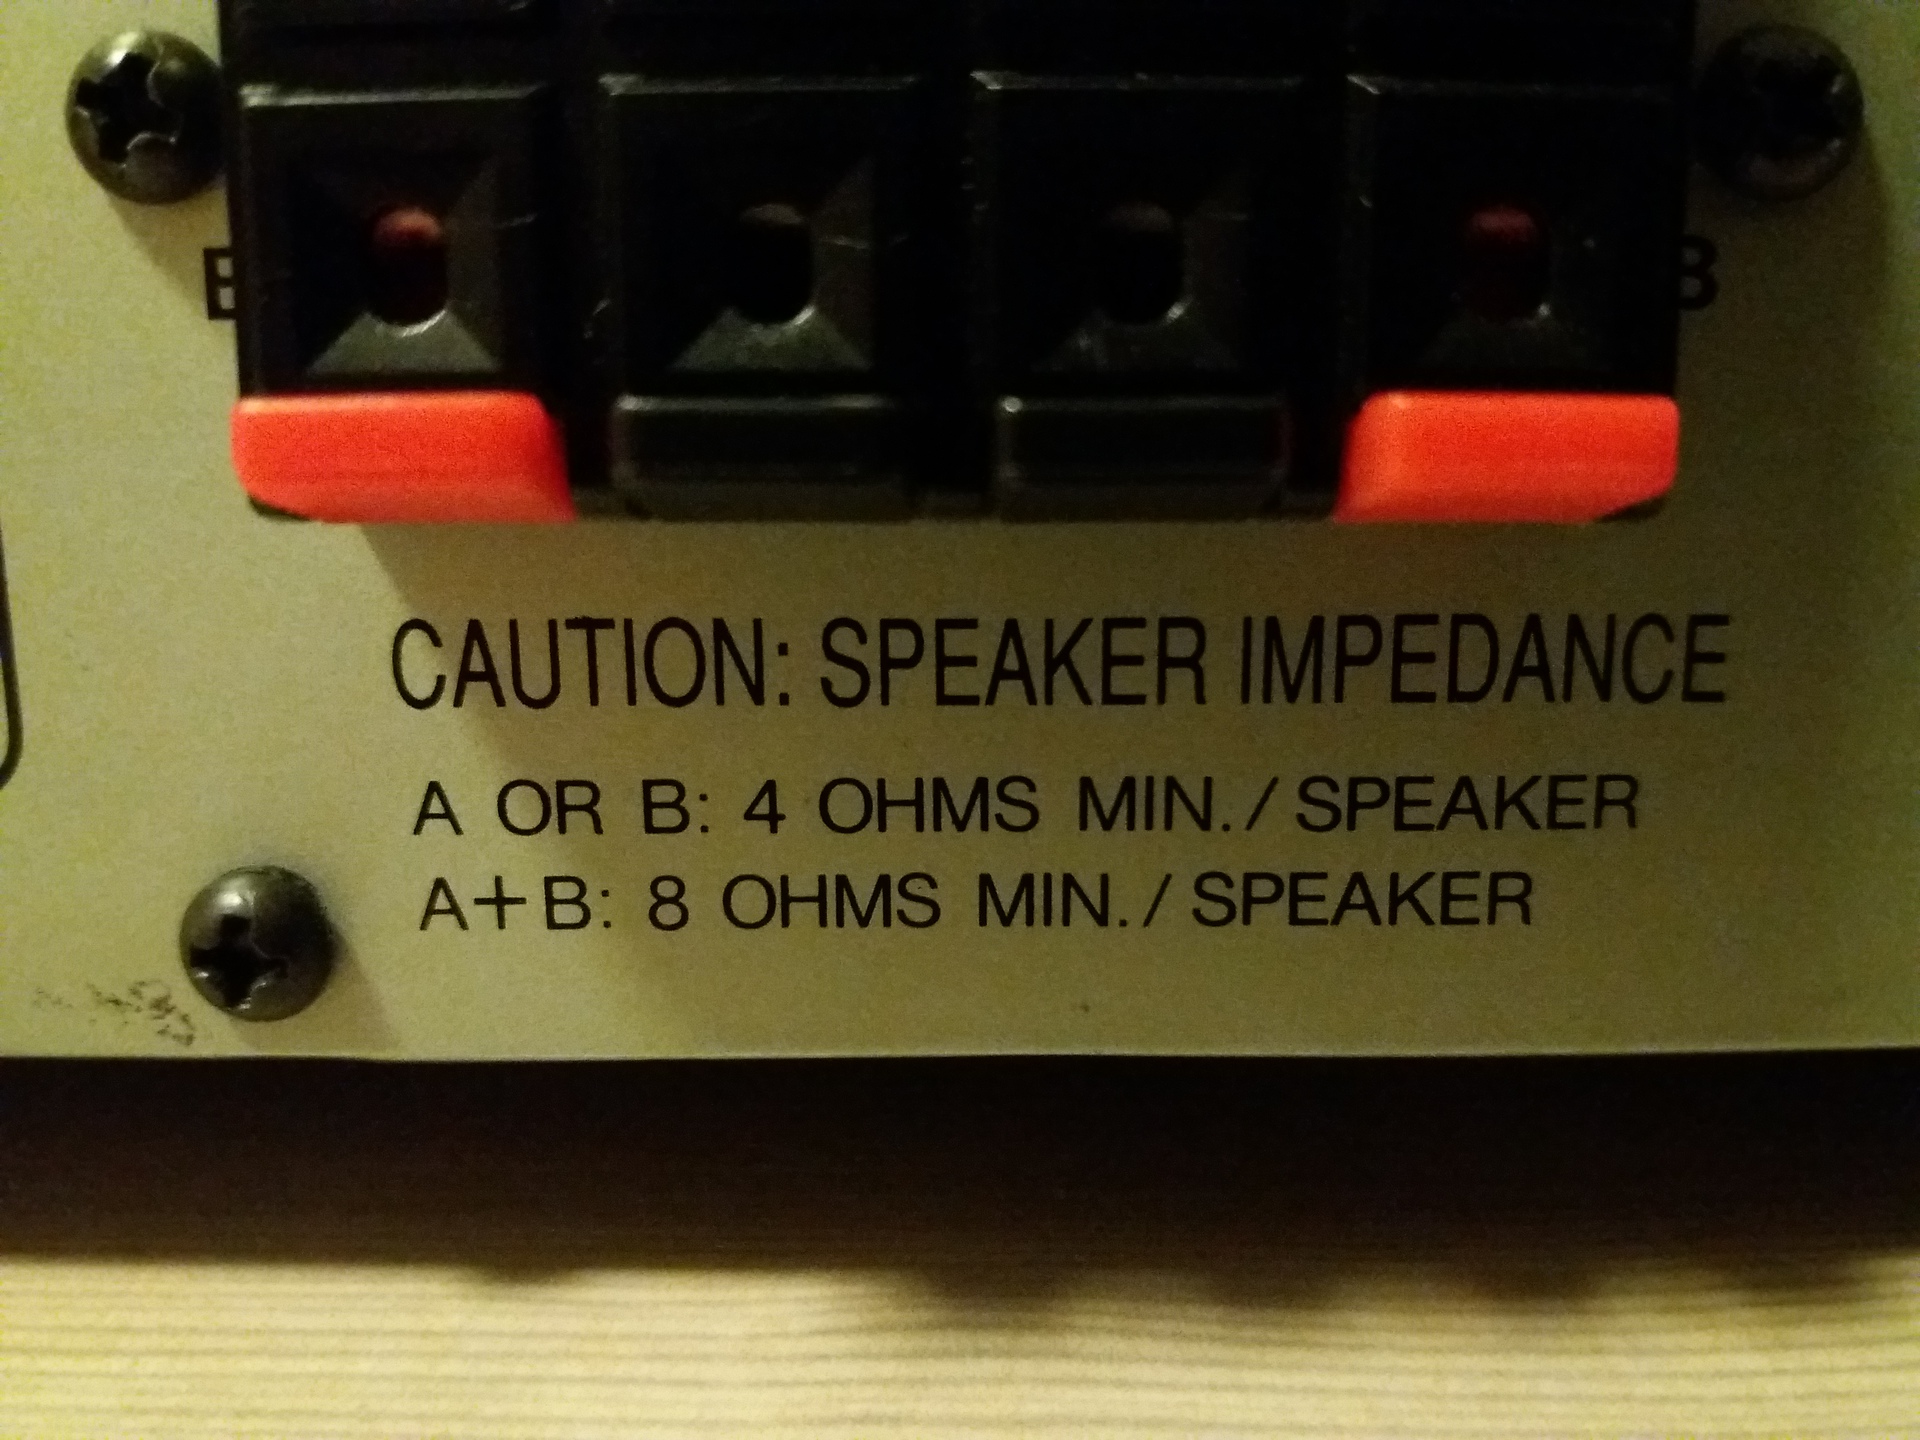 B B
CAUTION: SPEAKER IMPEDANCE
A OR B: 4 OHMS MIN./SPEAKER
A+B: 8 OHMS MIN./SPEAKER